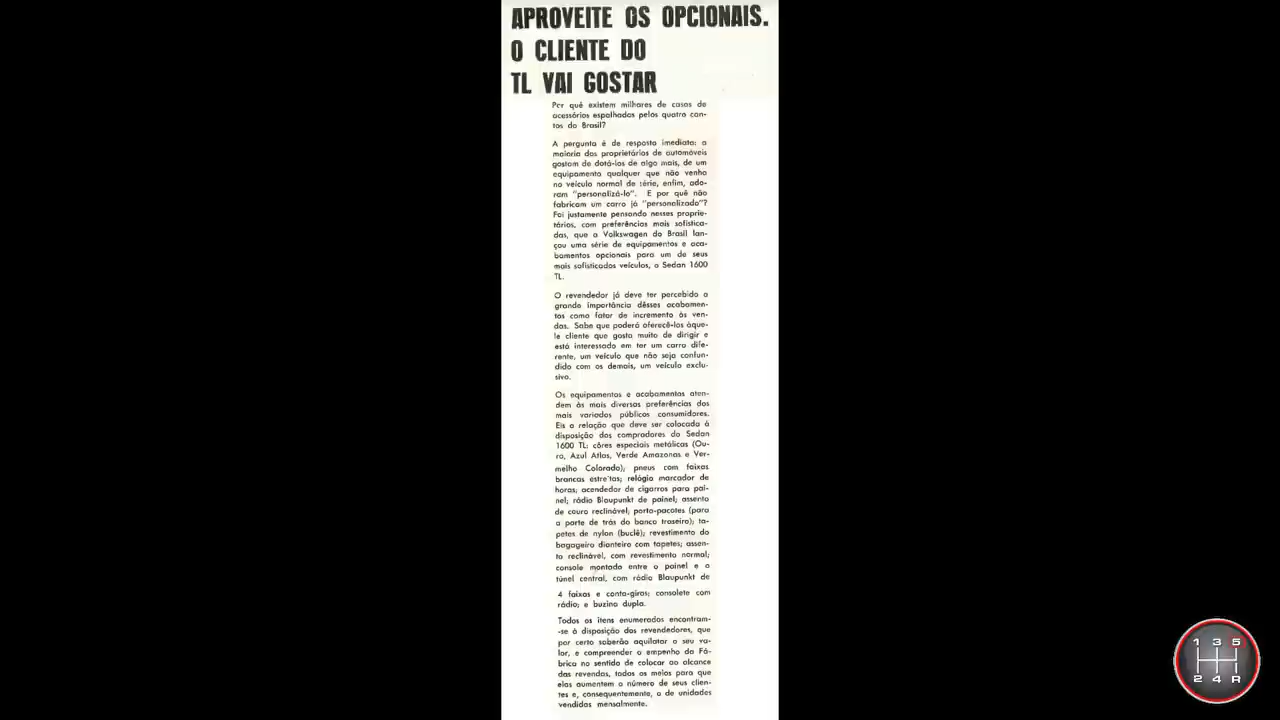 APROVEITE OS OPCIONAIS.
O CLIENTE DO
TL VAI GOSTAR
Por quê existem milhares de casas de
acessórios espalhadas pelos quatro can-
tos do Brasil?
A pergunta é de resposta imediata: a
maioria dos proprietários de automóveis
gostam de dotá-los de algo mais, de um
equipamento qualquer que não venha
no veículo normal de série, enfim, ado-
ram "personalizá-lo". E por quê não
fabricam um carro já "personalizado"?
Foi justamente pensando nesses proprie-
tários, com preferências mais sofistica-
das, que a Volkswagen do Brasil lan-
çou uma série de equipamentos e aca-
bamentos opcionais para um de seus
mais sofisticados veículos, o Sedan 1600
TL.
O revendedor já deve ter percebido a
grande importância dêsses acabamen-
tos como fator de incremento às ven-
das. Sabe que poderá oferecê-los àque-
le cliente que gosta muito de dirigir e
está interessado em ter um carro dife-
rente, um veículo que não seja confun-
dido com os demais, um veículo exclu-
sivo.
Os equipamentos e acabamentos aten-
dem às mais diversas preferências dos
mais variados públicos consumidores.
Eis a relação que deve ser colocada à
disposição dos compradores do Sedan
1600 TL: côres especiais metálicas (Ou-
ro, Azul Atlas, Verde Amazonas e Ver-
melho Colorado); pneus com faixas
brancas estreitas; relógio marcador de
horas; acendedor de cigarros para pai-
nel; rádio Blaupunkt de painel; assento
de couro reclinável; porta-pacotes (para
a parte de trás do banco traseiro); ta-
petes de nylon (buclê); revestimento do
bagageiro dianteiro com tapetes; assen-
to reclinável, com revestimento normal;
console montado entre o painel e o
túnel central, com rádio Blaupunkt de
4 faixas e conta-giros; consolete com
rádio; e buzina dupla.
Todos os ítens enumerados encontram-
-se à disposição dos revendedores, que
por certo saberão aquilatar o seu va-
lor, e compreender o empenho da Fá-
brica no sentido de colocar ao alcance
das revendas, todos os meios para que
elas aumentem o número de seus clien-
tes e, consequentemente, o de unidades
vendidas mensalmente.
1 3 5
2 4 R